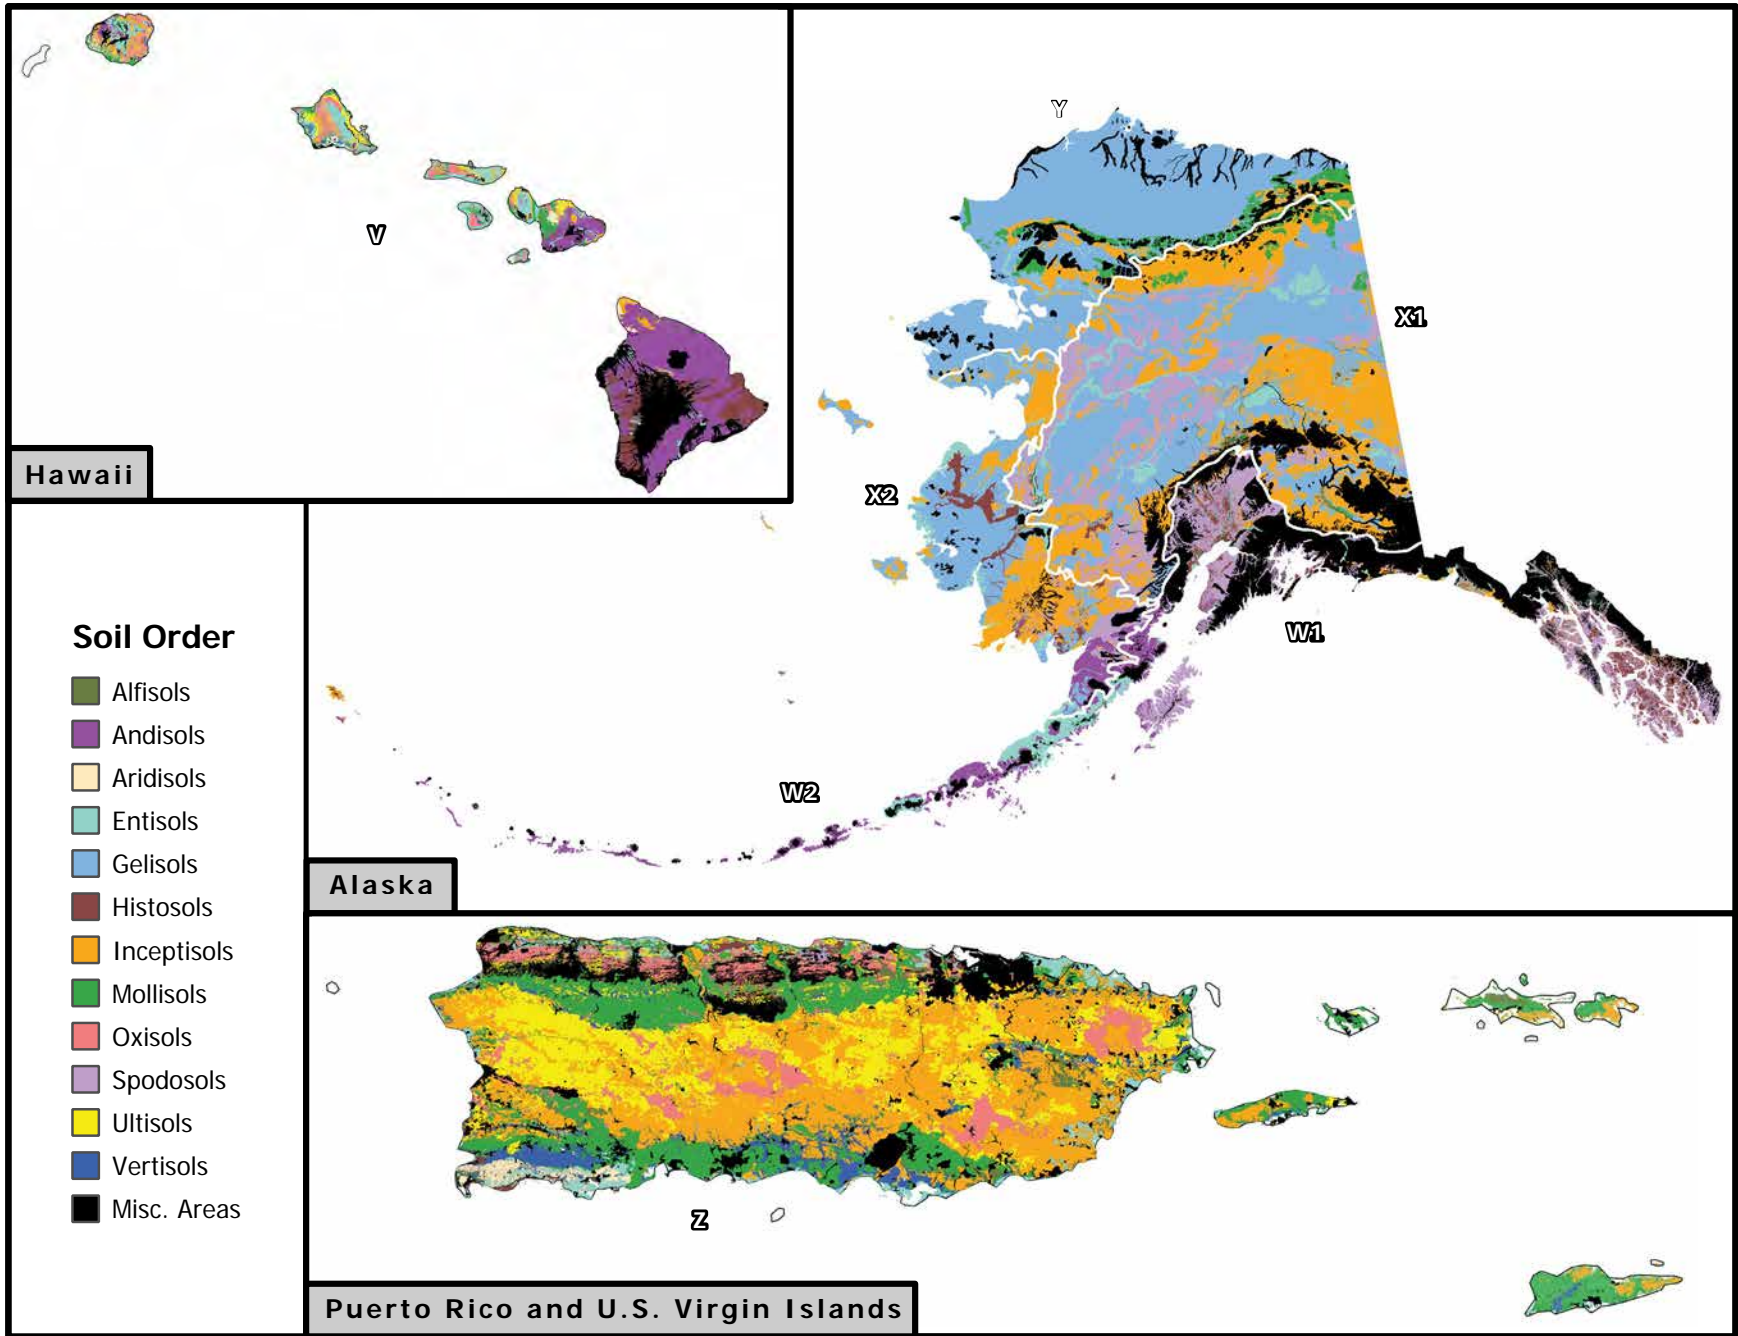 V
Hawaii
Y
X1
X2
W1
W2
Alaska
Soil Order
Alfisols
Andisols
Aridisols
Entisols
Gelisols
Histosols
Inceptisols
Mollisols
Oxisols
Spodosols
Ultisols
Vertisols
Misc. Areas
Z
Puerto Rico and U.S. Virgin Islands